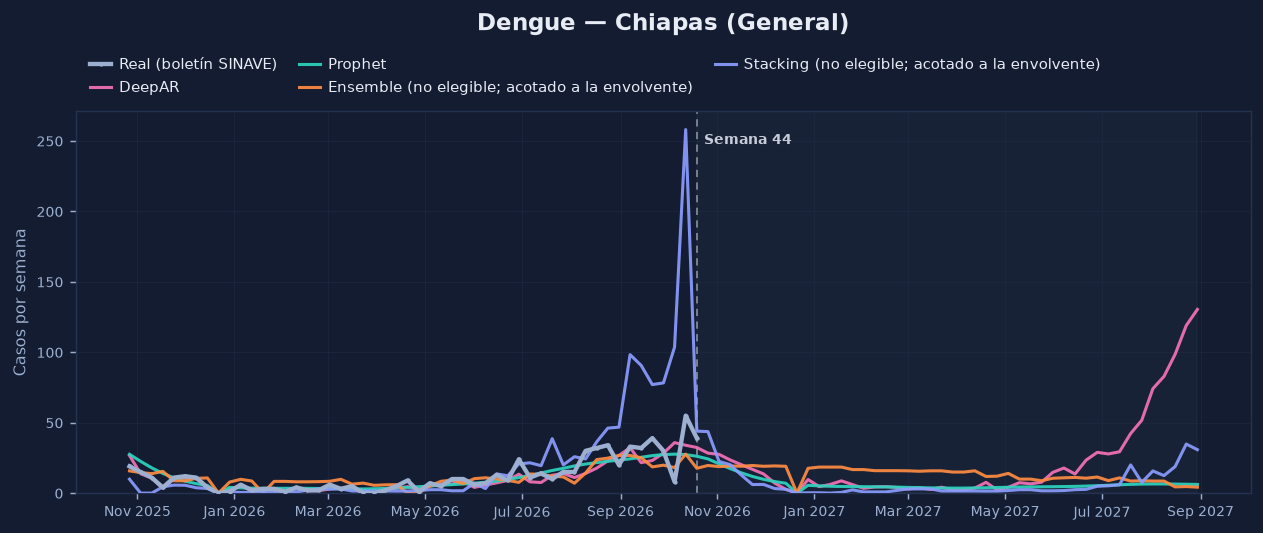 Dengue — Chiapas (General)
Real (boletín SINAVE)
Prophet
Stacking (no elegible; acotado a la envolvente)
DeepAR
Ensemble (no elegible; acotado a la envolvente)
Semana 44
Casos por semana
250
200
150
100
50
0
Nov 2025
Jan 2026
Mar 2026
May 2026
Jul 2026
Sep 2026
Nov 2026
Jan 2027
Mar 2027
May 2027
Jul 2027
Sep 2027